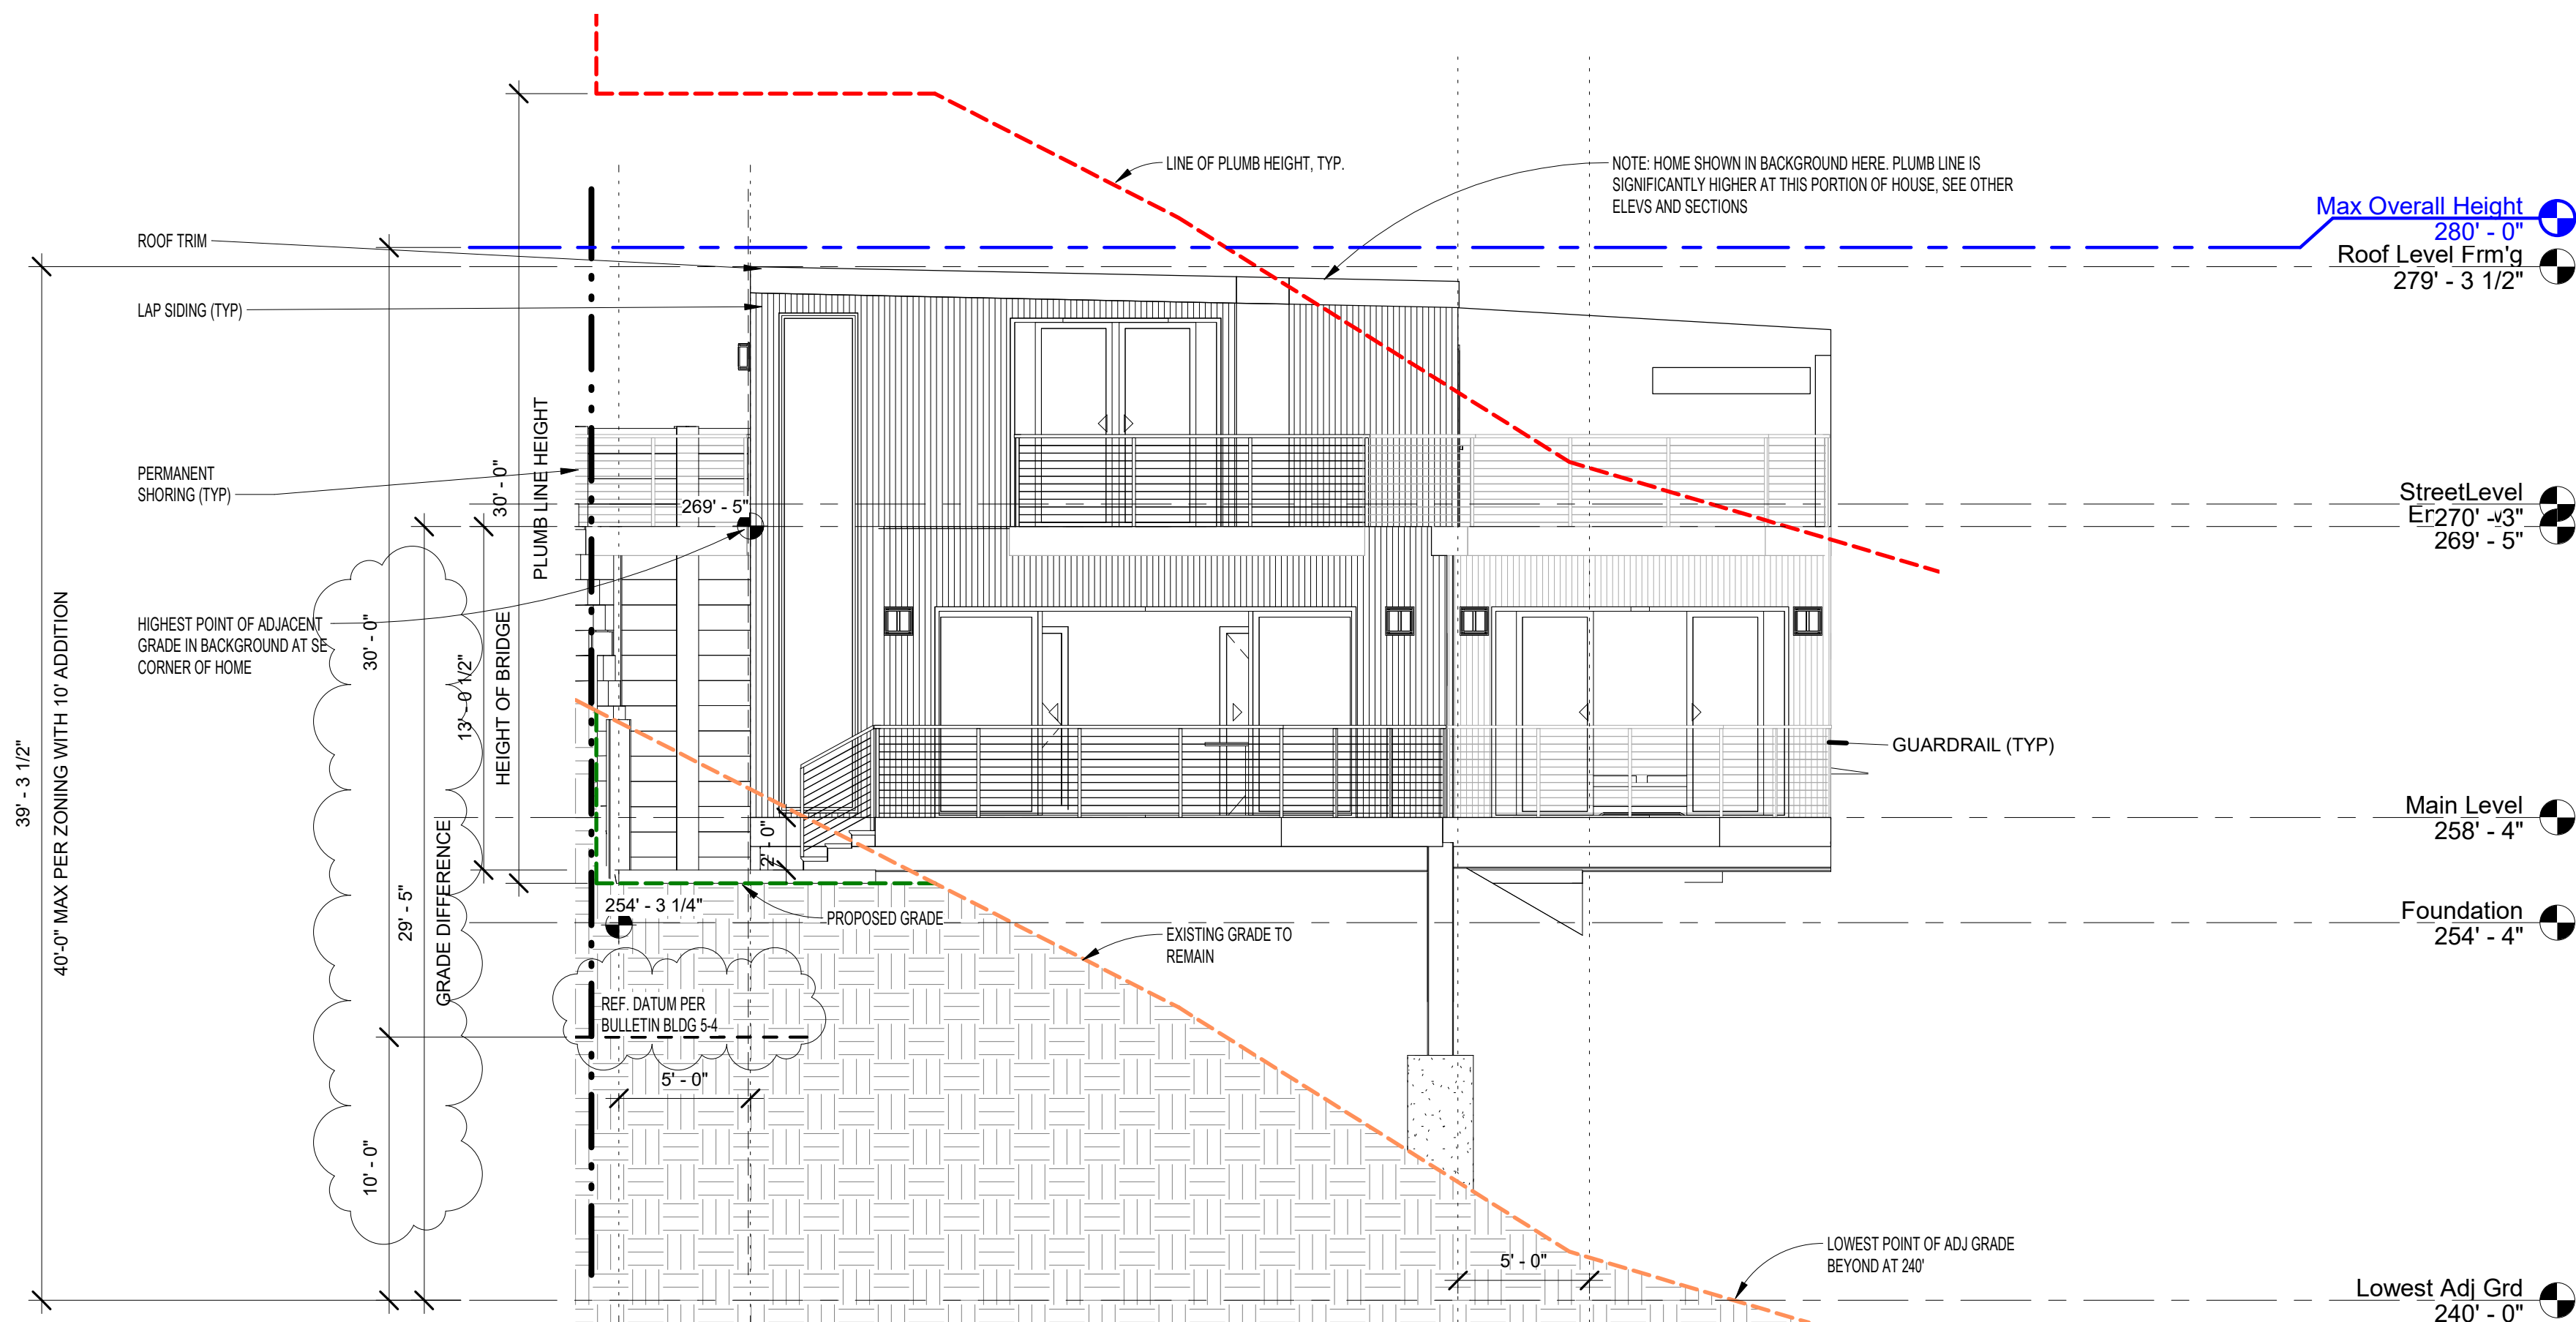 LINE OF PLUMB HEIGHT, TYP.
NOTE: HOME SHOWN IN BACKGROUND HERE. PLUMB LINE IS
SIGNIFICANTLY HIGHER AT THIS PORTION OF HOUSE, SEE OTHER
ELEVS AND SECTIONS
Max Overall Height
280' - 0"
Roof Level Frm'g
279' - 3 1/2"
ROOF TRIM
LAP SIDING (TYP)
PERMANENT
SHORING (TYP)
30' - 0"
PLUMB LINE HEIGHT
269' - 5"
StreetLevel
270' - 3"
269' - 5"
HIGHEST POINT OF ADJACENT
GRADE IN BACKGROUND AT SE
CORNER OF HOME
39' - 3 1/2"
40'-0" MAX PER ZONING WITH 10' ADDITION
30' - 0"
13' - 0 1/2"
HEIGHT OF BRIDGE
GUARDRAIL (TYP)
Main Level
258' - 4"
2' - 0"
29' - 5"
GRADE DIFFERENCE
254' - 3 1/4"
PROPOSED GRADE
Foundation
254' - 4"
EXISTING GRADE TO
REMAIN
REF. DATUM PER
BULLETIN BLDG 5-4
5' - 0"
10' - 0"
5' - 0"
LOWEST POINT OF ADJ GRADE
BEYOND AT 240'
Lowest Adj Grd
240' - 0"